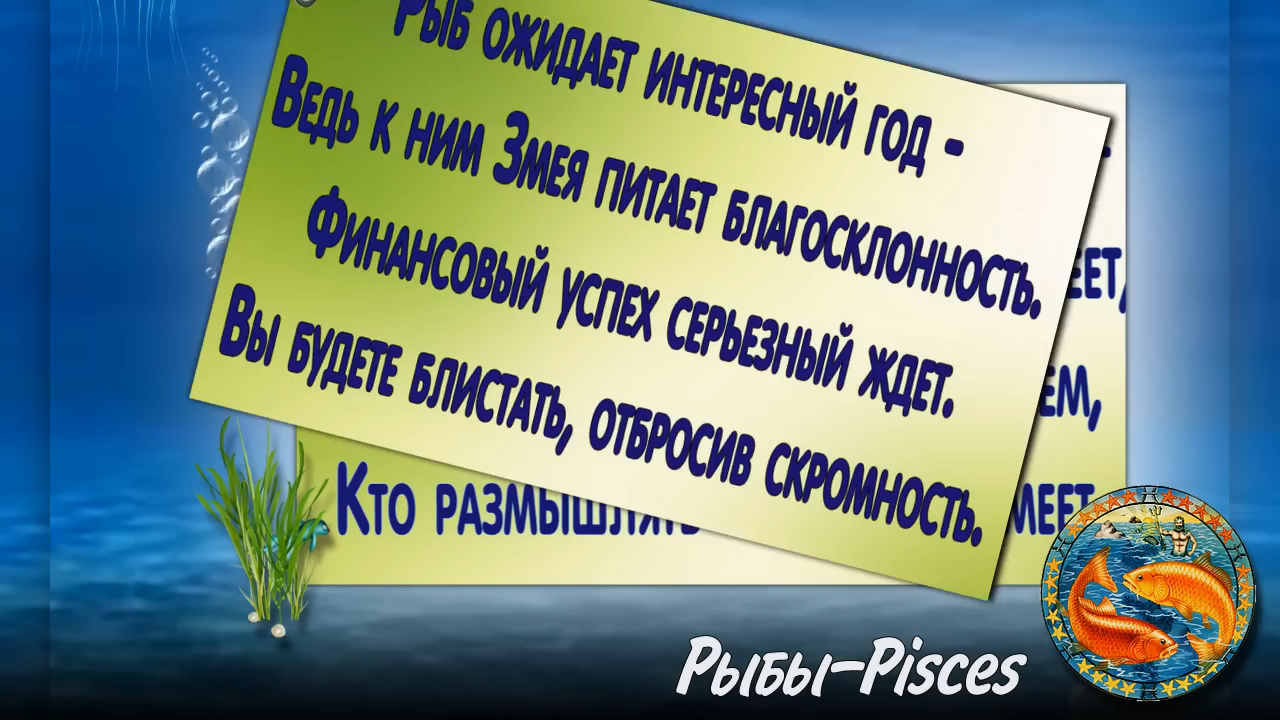 Рыб ожидает интересный год -
Ведь к ним Змея питает благосклонность.
Финансовый успех серьезный ждет.
Вы будете блистать, отбросив скромность.
Кто
Рыбы-Pisces